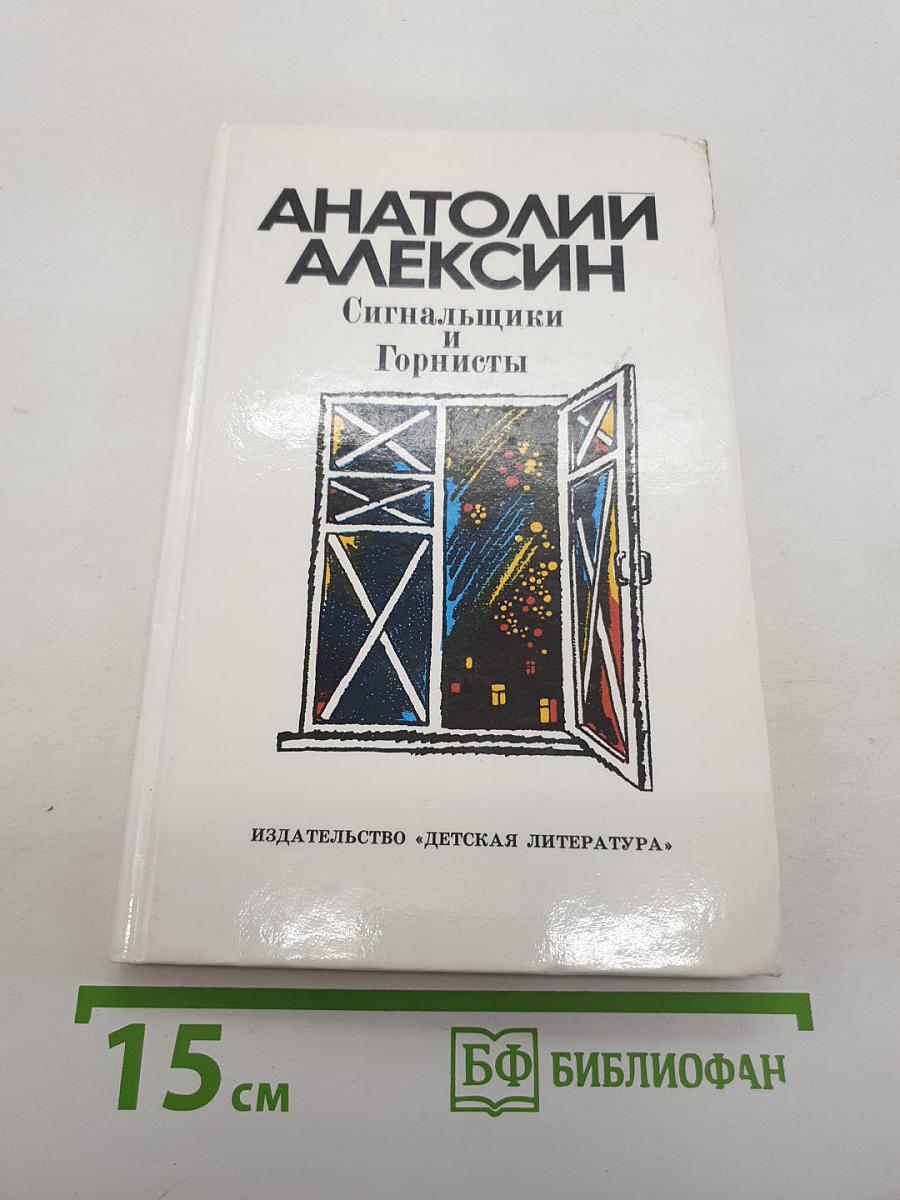 АНАТОЛИЙ
АЛЕКСИН
Сигнальщики
и
Горнисты
ИЗДАТЕЛЬСТВО «ДЕТСКАЯ ЛИТЕРАТУРА»
15 см
БФ БИБЛИОФАН